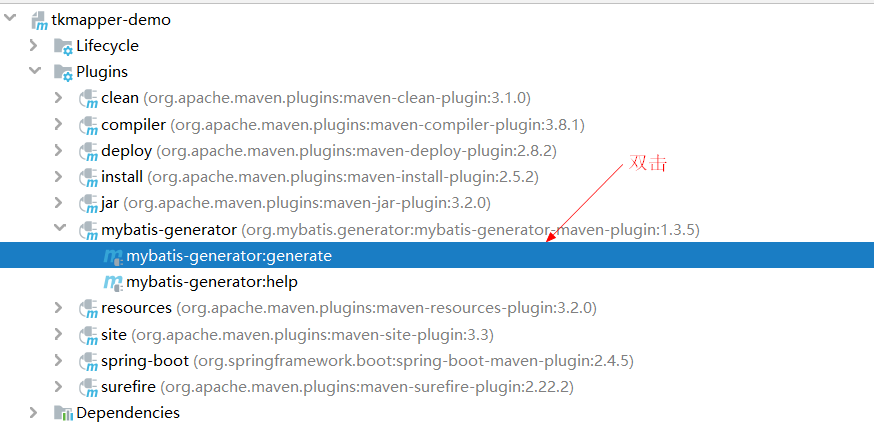 tkmapper-demo
Lifecycle
Plugins
clean (org.apache.maven.plugins:maven-clean-plugin:3.1.0)
compiler (org.apache.maven.plugins:maven-compiler-plugin:3.8.1)
deploy (org.apache.maven.plugins:maven-deploy-plugin:2.8.2)
双击
install (org.apache.maven.plugins:maven-install-plugin:2.5.2)
jar (org.apache.maven.plugins:maven-jar-plugin:3.2.0)
mybatis-generator (org.mybatis.generator:mybatis-generator-maven-plugin:1.3.5)
mybatis-generator:generate
mybatis-generator:help
resources (org.apache.maven.plugins:maven-resources-plugin:3.2.0)
site (org.apache.maven.plugins:maven-site-plugin:3.3)
spring-boot (org.springframework.boot:spring-boot-maven-plugin:2.4.5)
surefire (org.apache.maven.plugins:maven-surefire-plugin:2.22.2)
Dependencies